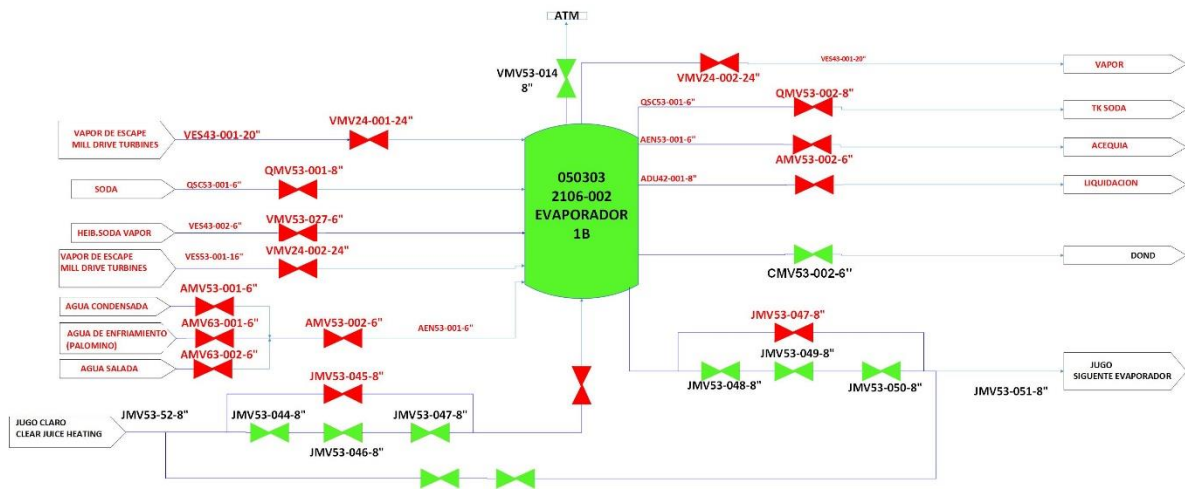 ATM
VMV53-014
8"
VMV24-002-24"
VES43-001-20"
VAPOR
QSC53-001-6"
QMV53-002-8"
TK SODA
AEN53-001-6"
AMV53-002-6"
ACEQUIA
ADU42-001-8"
LIQUIDACION
CMV53-002-6"
DOND
VAPOR DE ESCAPE
MILL DRIVE TURBINES
VES43-001-20"
VMV24-001-24"
SODA
QSC53-001-6"
QMV53-001-8"
HEIB.SODA VAPOR
VES43-002-6"
VMV53-027-6"
VAPOR DE ESCAPE
MILL DRIVE TURBINES
VES53-001-16"
VMV24-002-24"
AGUA CONDENSADA
AMV53-001-6"
AGUA DE ENFRIAMIENTO
(PALOMINO)
AMV63-001-6"
AMV53-002-6"
AEN53-001-6"
AGUA SALADA
AMV63-002-6"
050303
2106-002
EVAPORADOR
1B
JMV53-047-8"
JMV53-049-8"
JMV53-048-8"
JMV53-050-8"
JMV53-051-8"
JUGO
SIGUENTE EVAPORADOR
JUGO CLARO
CLEAR JUICE HEATING
JMV53-52-8"
JMV53-045-8"
JMV53-044-8"
JMV53-047-8"
JMV53-046-8"